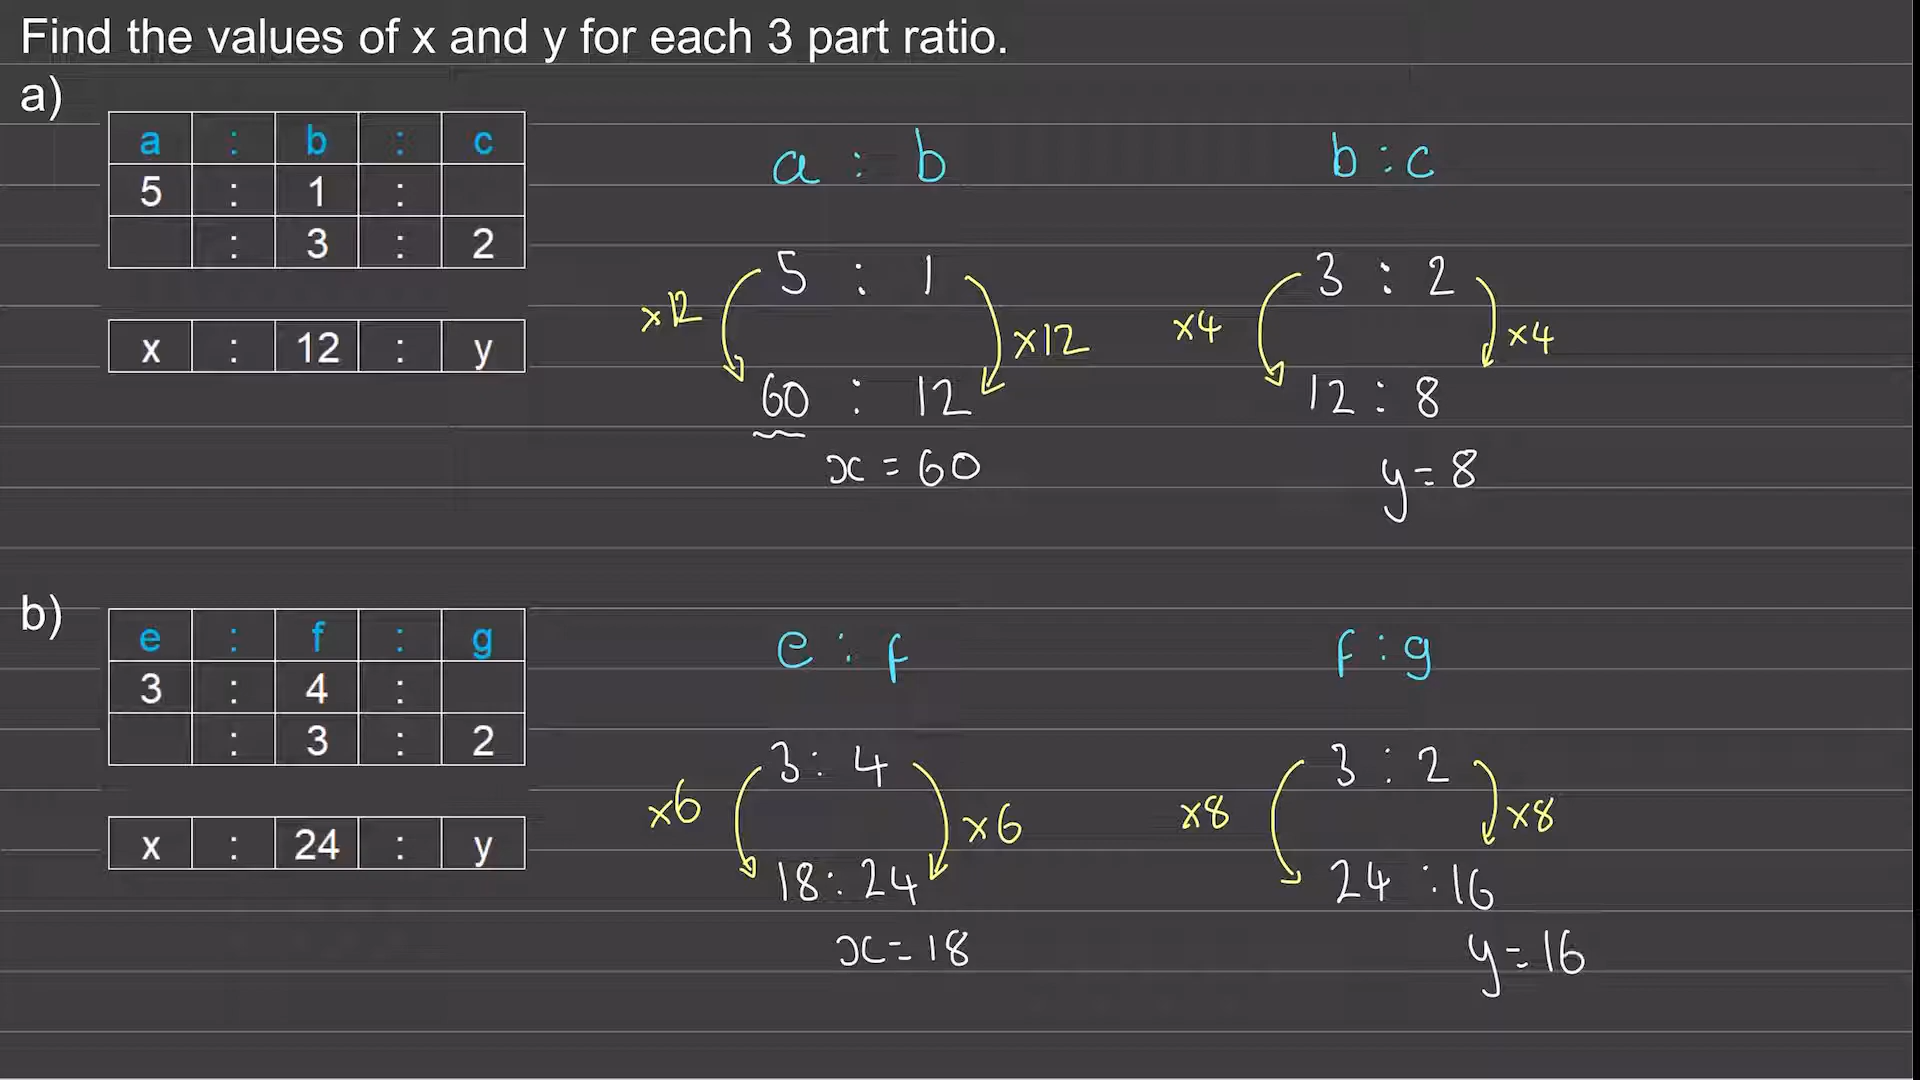 Find the values of x and y for each 3 part ratio.
a)
a : b : c
5 : 1 :
: 3 : 2
x : 12 : y
a : b
5 : 1
x12
x12
60 : 12
x = 60
b : c
3 : 2
x4
x4
12 : 8
y = 8
b)
e : f : g
3 : 4 :
: 3 : 2
x : 24 : y
e : f
3 : 4
x6
x6
18 : 24
x = 18
f : g
3 : 2
x8
x8
24 : 16
y = 16